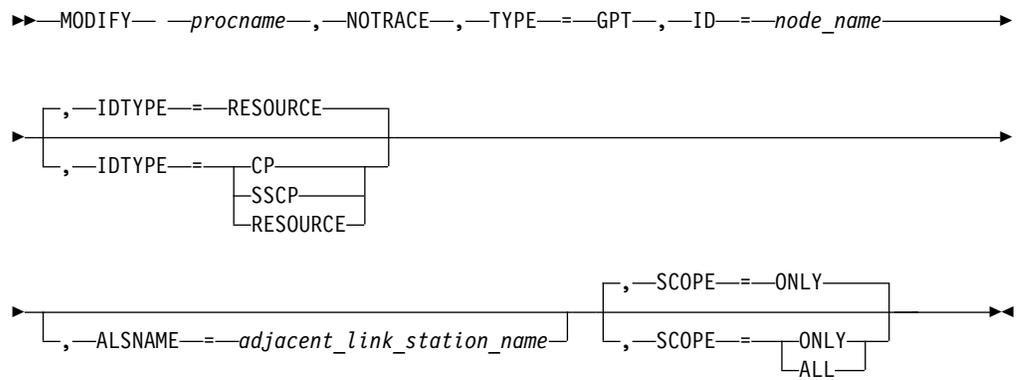 MODIFY procname , NOTRACE , TYPE = GPT , ID = node_name
, IDTYPE = RESOURCE
, IDTYPE = CP
SSCP
RESOURCE
, SCOPE = ONLY
, ALSNAME = adjacent_link_station_name , SCOPE = ONLY
ALL